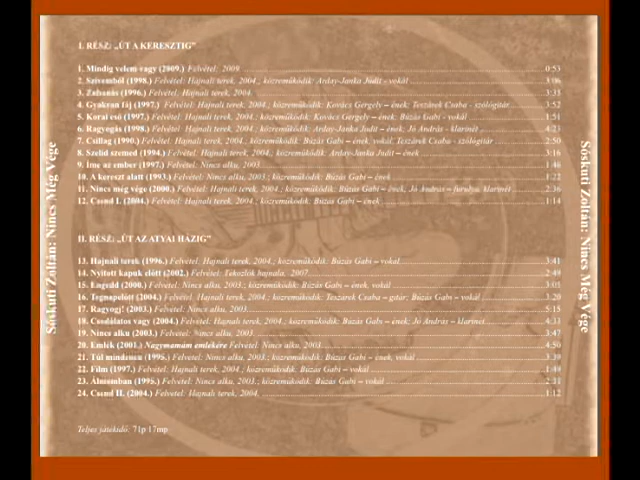 I. RÉSZ: „ÚT A KERESZTIG"
1. Mindig velem vagy (2009.) Felvétel: 2009. 0:53
2. Szívemből (1998.) Felvétel: Hajnali terek, 2004.; közreműködik: Arday-Janka Judit - vokál 3:06
3. Zuhanás (1996.) Felvétel: Hajnali terek, 2004. 3:35
4. Gyakran fáj (1997.) Felvétel: Hajnali terek, 2004.; közreműködik: Kovács Gergely – ének; Teszárek Csaba - szólógitár 3:52
5. Korai eső (1997.) Felvétel: Hajnali terek, 2004.; közreműködik: Kovács Gergely – ének; Búzás Gabi - vokál 1:51
6. Ragyogás (1998.) Felvétel: Hajnali terek, 2004.; közreműködik: Arday-Janka Judit – ének; Jó András – klarinét 4:23
7. Csillag (1990.) Felvétel: Hajnali terek, 2004.; közreműködik: Búzás Gabi – ének, vokál; Teszárek Csaba – szólógitár 2:50
8. Szelíd szemed (1994.) Felvétel: Hajnali terek, 2004.; közreműködik: Arday-Janka Judit – ének 3:16
9. Íme az ember (1997.) Felvétel: Nincs alku, 2003. 1:48
10. A kereszt alatt (1993.) Felvétel: Nincs alku, 2003.; közreműködik: Búzás Gabi – ének 1:22
11. Nincs még vége (2000.) Felvétel: Hajnali terek, 2004.; közreműködik: Búzás Gabi – ének; Jó András – furulya, klarinét 2:36
12. Csend I. (2004.) Felvétel: Hajnali terek, 2004.; közreműködik: Búzás Gabi – ének 1:14
II. RÉSZ: „ÚT AZ ATYAI HÁZIG"
13. Hajnali terek (1996.) Felvétel: Hajnali terek, 2004.; közreműködik: Búzás Gabi – vokál 3:41
14. Nyitott kapuk előtt (2002.) Felvétel: Tékozlók hajnala, 2007. 2:49
15. Engedd (2000.) Felvétel: Nincs alku, 2003.; közreműködik: Búzás Gabi – ének 3:01
16. Tegnapelőtt (2004.) Felvétel: Hajnali terek, 2004.; közreműködik: Teszárek Csaba – gitár; Búzás Gabi – vokál 3:20
17. Ragyogj! (2003.) Felvétel: Nincs alku, 2003. 5:15
18. Csodálatos vagy (2004.) Felvétel: Hajnali terek, 2004.; közreműködik: Búzás Gabi – ének; Jó András – klarinét 4:33
19. Nincs alku (2003.) Felvétel: Nincs alku, 2003. 3:47
20. Emlék (2001.) Nagymamám emlékére Felvétel: Nincs alku, 2003. 4:50
21. Túl mindenen (1995.) Felvétel: Nincs alku, 2003.; közreműködik: Búzás Gabi – ének, vokál 3:39
22. Film (1997.) Felvétel: Hajnali terek, 2004.; közreműködik: Búzás Gabi – vokál 1:49
23. Álmomban (1995.) Felvétel: Nincs alku, 2003.; közreműködik: Búzás Gabi – vokál 2:11
24. Csend II. (2004.) Felvétel: Hajnali terek, 2004. 1:12
Teljes játékidő: 71p 17mp
Sóskuti Zoltán: Nincs Még Vége
Sóskuti Zoltán: Nincs Még Vége